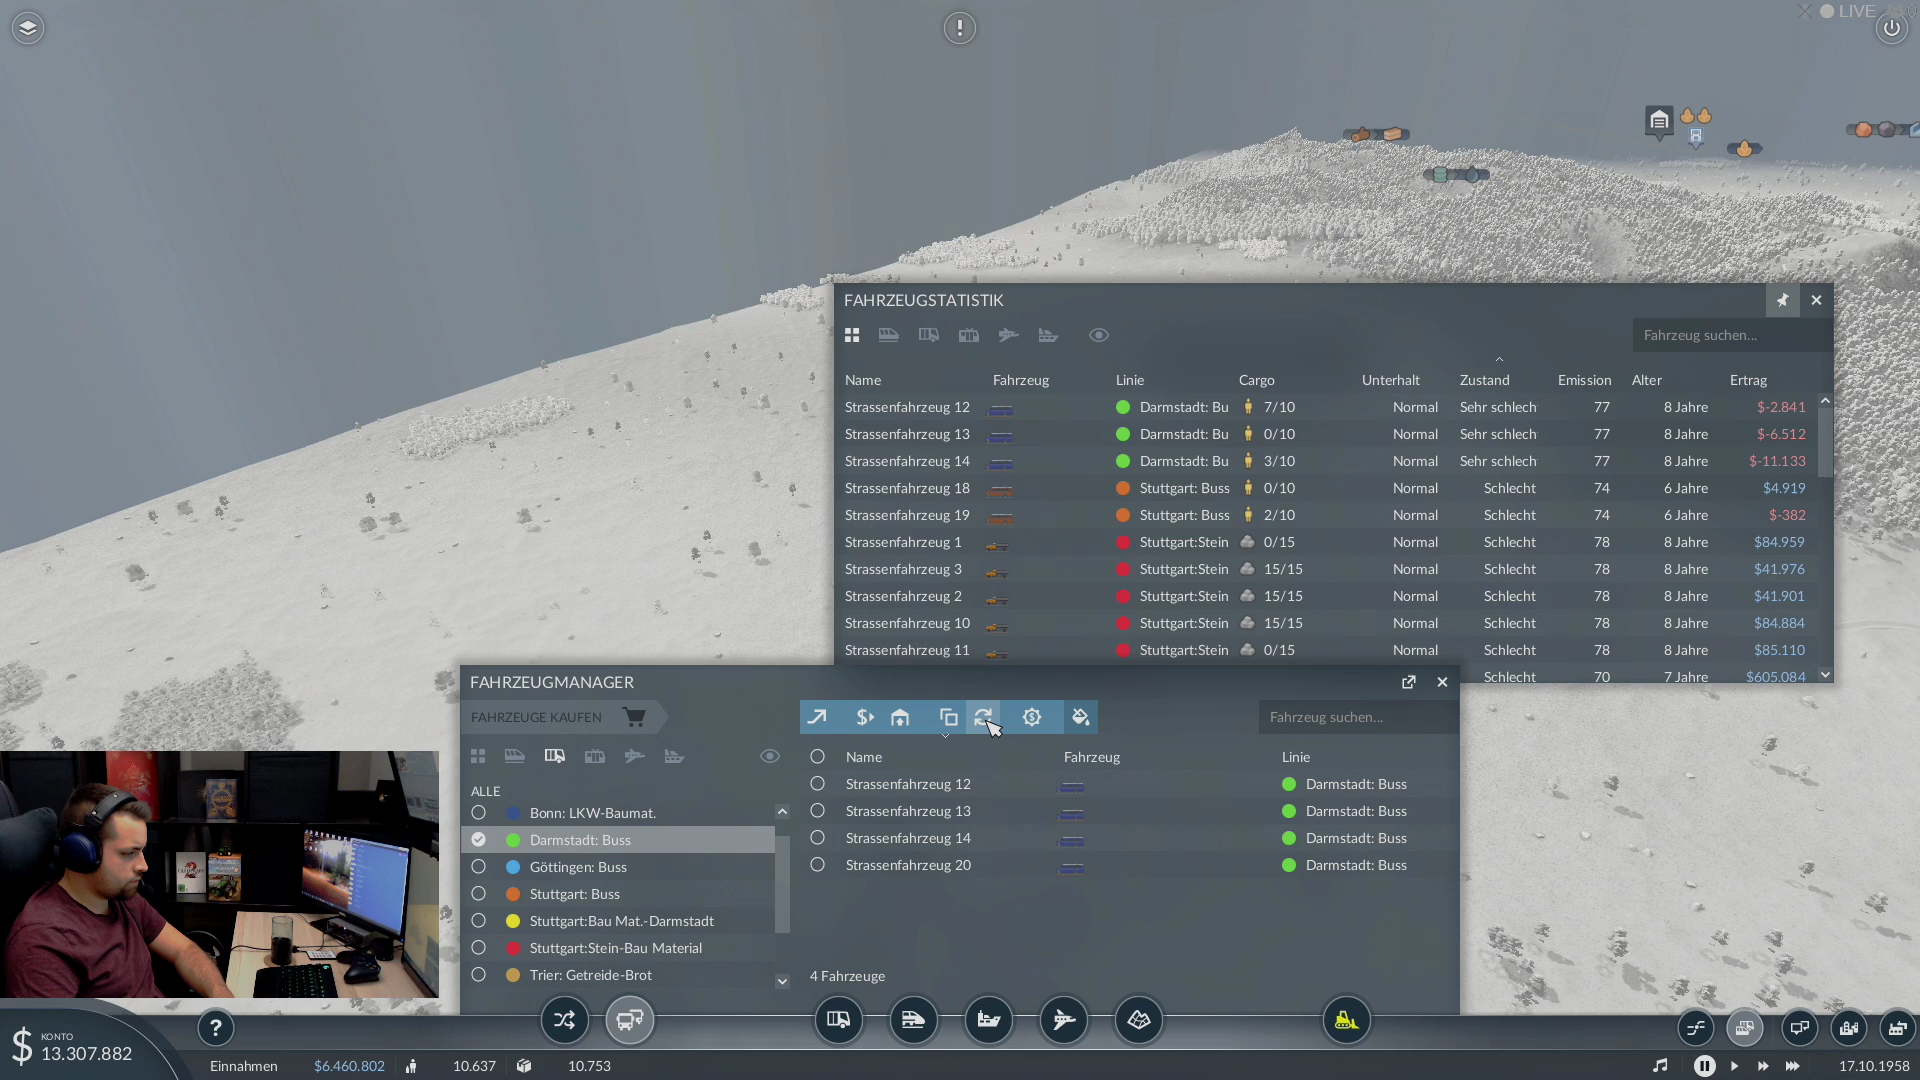 LIVE
FAHRZEUGSTATISTIK
Fahrzeug suchen...
Name Fahrzeug Linie Cargo Unterhalt Zustand Emission Alter Ertrag
Strassenfahrzeug 12 Darmstadt: Bu 7/10 Normal Sehr schlech 77 8 Jahre $-2.841
Strassenfahrzeug 13 Darmstadt: Bu 0/10 Normal Sehr schlech 77 8 Jahre $-6.512
Strassenfahrzeug 14 Darmstadt: Bu 3/10 Normal Sehr schlech 77 8 Jahre $-11.133
Strassenfahrzeug 18 Stuttgart: Buss 0/10 Normal Schlecht 74 6 Jahre $4.919
Strassenfahrzeug 19 Stuttgart: Buss 2/10 Normal Schlecht 74 6 Jahre $-382
Strassenfahrzeug 1 Stuttgart:Stein 0/15 Normal Schlecht 78 8 Jahre $84.959
Strassenfahrzeug 3 Stuttgart:Stein 15/15 Normal Schlecht 78 8 Jahre $41.976
Strassenfahrzeug 2 Stuttgart:Stein 15/15 Normal Schlecht 78 8 Jahre $41.901
Strassenfahrzeug 10 Stuttgart:Stein 15/15 Normal Schlecht 78 8 Jahre $84.884
Strassenfahrzeug 11 Stuttgart:Stein 0/15 Normal Schlecht 78 8 Jahre $85.110
Schlecht 70 7 Jahre $605.084
FAHRZEUGMANAGER
FAHRZEUGE KAUFEN
Fahrzeug suchen...
ALLE
Bonn: LKW-Baumat.
Darmstadt: Buss
Göttingen: Buss
Stuttgart: Buss
Stuttgart:Bau Mat.-Darmstadt
Stuttgart:Stein-Bau Material
Trier: Getreide-Brot
Name Fahrzeug Linie
Strassenfahrzeug 12 Darmstadt: Buss
Strassenfahrzeug 13 Darmstadt: Buss
Strassenfahrzeug 14 Darmstadt: Buss
Strassenfahrzeug 20 Darmstadt: Buss
4 Fahrzeuge
$ KONTO
13.307.882
?
Einnahmen $6.460.802 10.637 10.753
17.10.1958